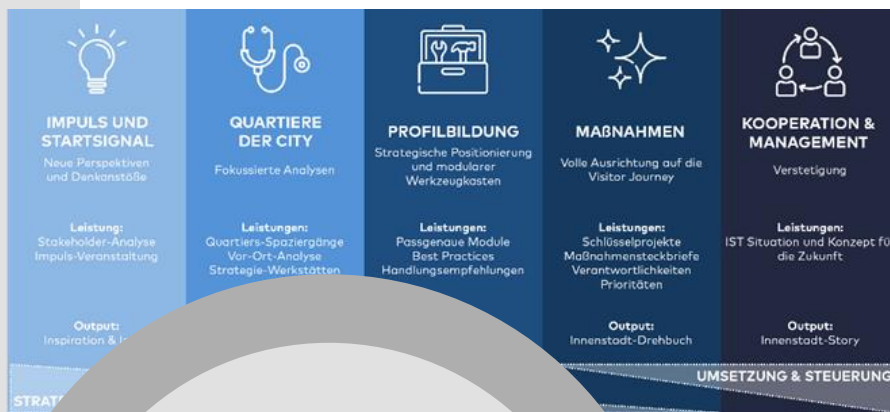 IMPULS UND
STARTSIGNAL
Neue Perspektiven
und Denkanstöße
Leistung:
Stakeholder-Analyse
Impuls-Veranstaltung
Output:
Inspiration &
QUARTIERE
DER CITY
Fokussierte Analysen
Leistungen:
Quartiers-Spaziergänge
Vor-Ort-Analyse
Strategie-Werkstätten
PROFILBILDUNG
Strategische Positionierung
und modularer
Werkzeugkasten
Leistungen:
Passgenaue Module
Best Practices
Handlungsempfehlungen
MAßNAHMEN
Volle Ausrichtung auf die
Visitor Journey
Leistungen:
Schlüsselprojekte
Maßnahmensteckbriefe
Verantwortlichkeiten
Prioritäten
Output:
Innenstadt-Drehbuch
KOOPERATION &
MANAGEMENT
Verstetigung
Leistungen:
IST Situation und Konzept für
die Zukunft
Output:
Innenstadt-Story
UMSETZUNG & STEUERUNG